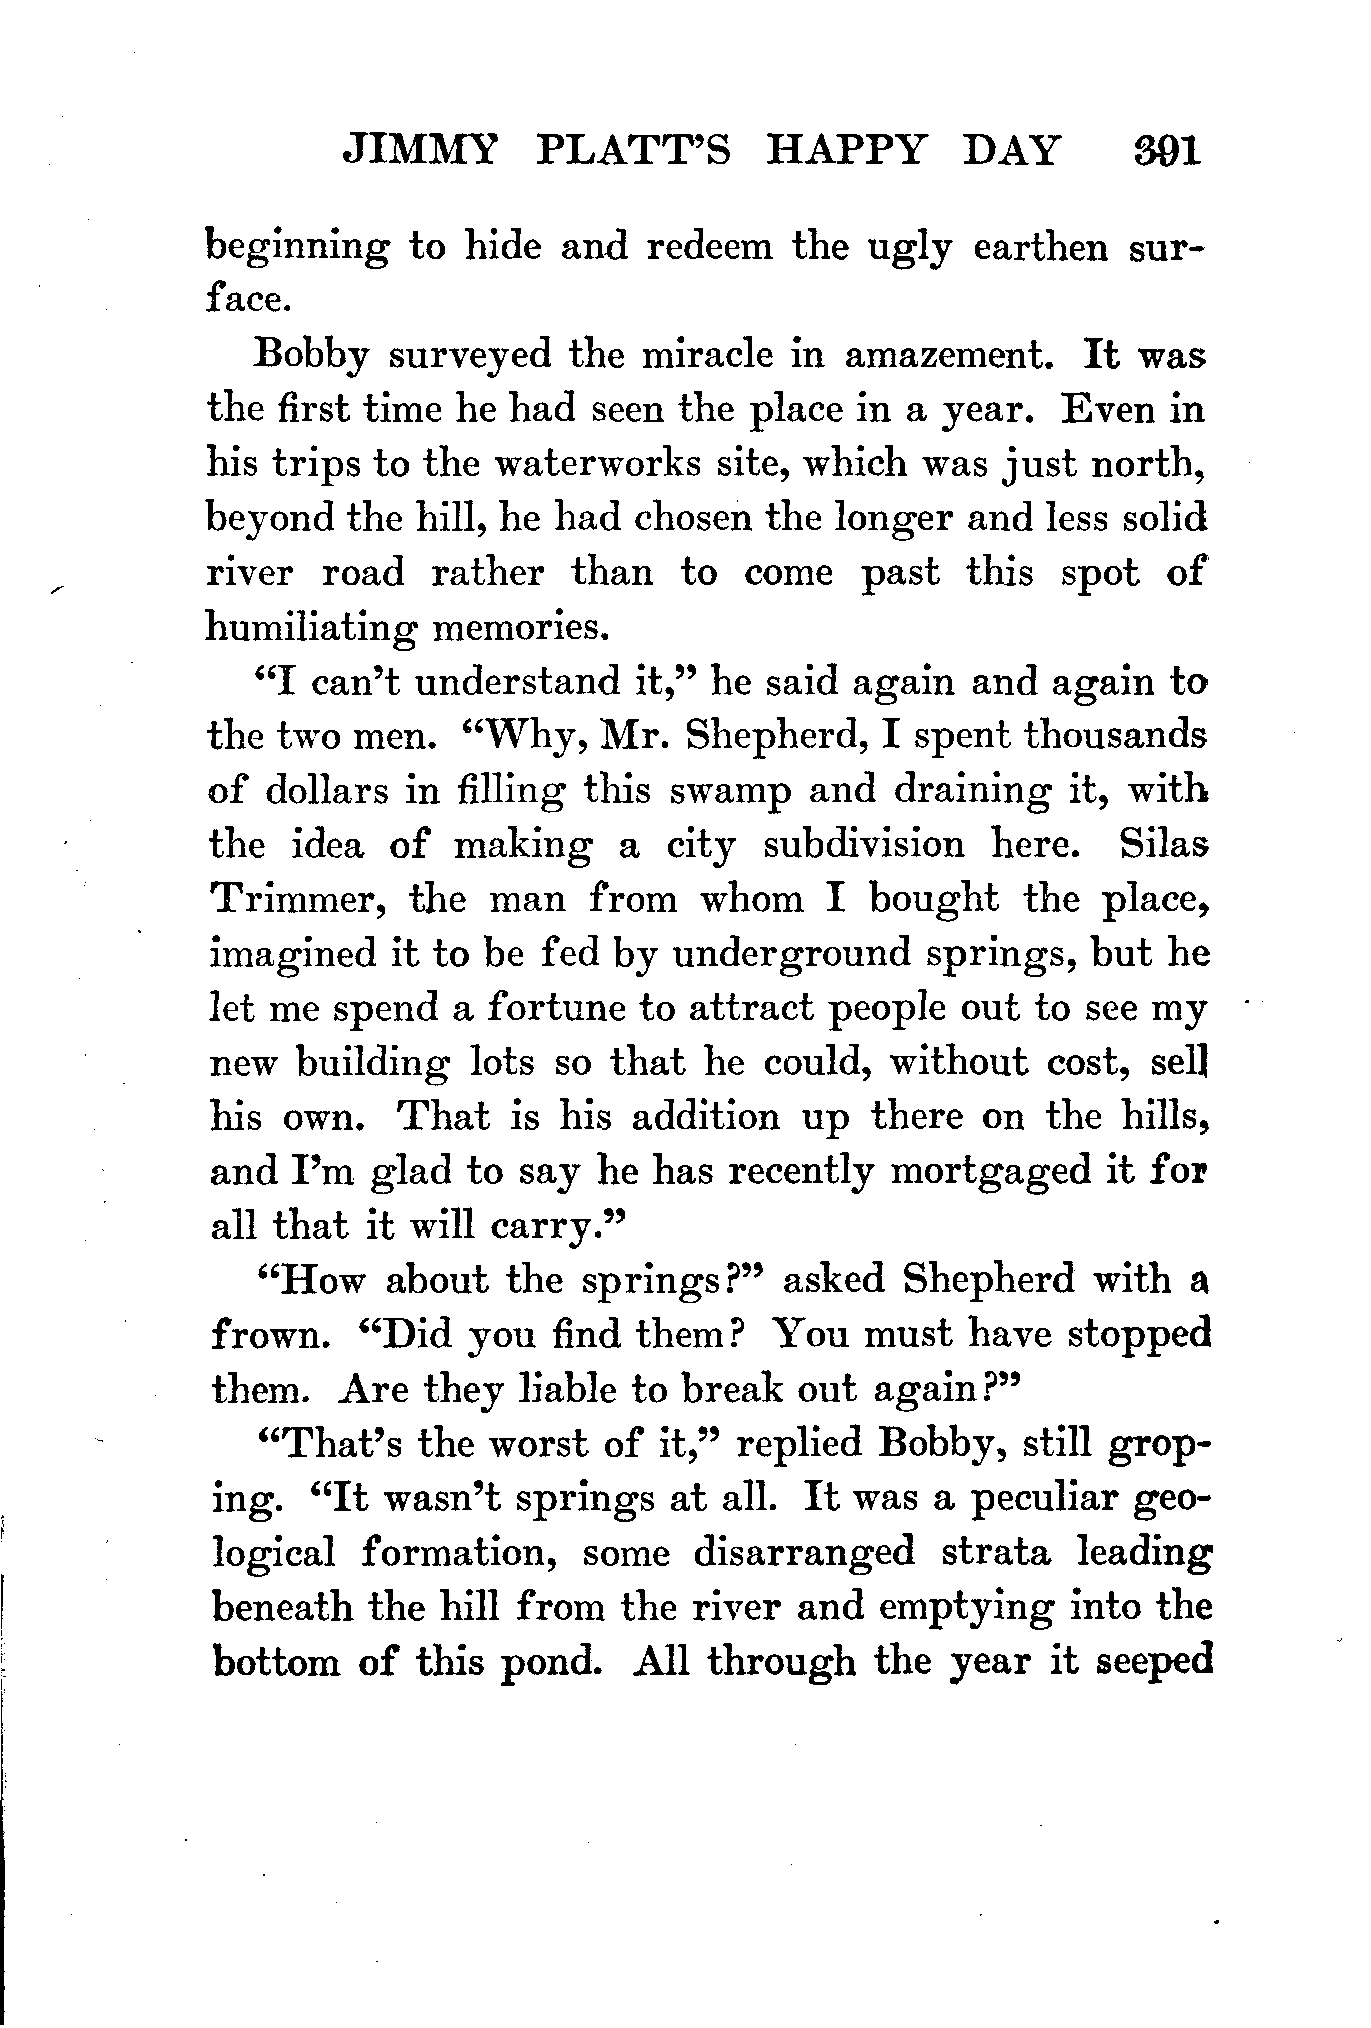 JIMMY PLATT'S HAPPY DAY 391
beginning to hide and redeem the ugly earthen sur-
face.
Bobby surveyed the miracle in amazement. It was
the first time he had seen the place in a year. Even in
his trips to the waterworks site, which was just north,
beyond the hill, he had chosen the longer and less solid
river road rather than to come past this spot of
humiliating memories.
“I can’t understand it,” he said again and again to
the two men. “Why, Mr. Shepherd, I spent thousands
of dollars in filling this swamp and draining it, with
the idea of making a city subdivision here. Silas
Trimmer, the man from whom I bought the place,
imagined it to be fed by underground springs, but he
let me spend a fortune to attract people out to see my
new building lots so that he could, without cost, sell
his own. That is his addition up there on the hills,
and I’m glad to say he has recently mortgaged it for
all that it will carry.”
“How about the springs?” asked Shepherd with a
frown. “Did you find them? You must have stopped
them. Are they liable to break out again?”
“That’s the worst of it,” replied Bobby, still grop-
ing. “It wasn’t springs at all. It was a peculiar geo-
logical formation, some disarranged strata leading
beneath the hill from the river and emptying into the
bottom of this pond. All through the year it seeped